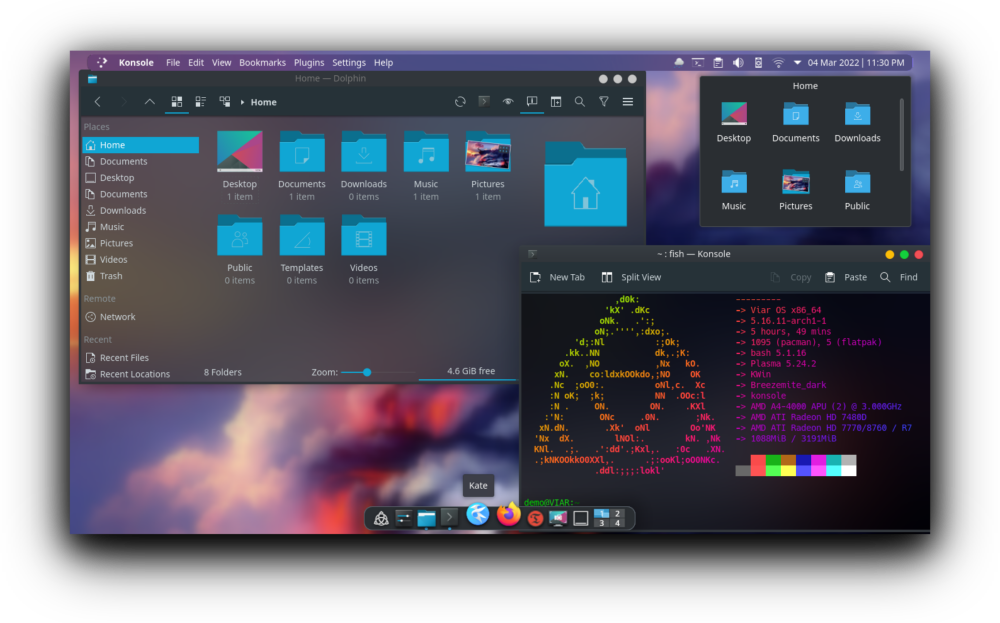 Konsole File Edit View Bookmarks Plugins Settings Help
04 Mar 2022 | 11:30 PM
Home — Dolphin
Home
Places
Home
Documents
Desktop
Documents
Downloads
Music
Pictures
Videos
Trash
Remote
Network
Recent
Recent Files
Recent Locations
Desktop
1 item
Documents
1 item
Downloads
0 items
Music
1 item
Pictures
1 item
Public
0 items
Templates
0 items
Videos
0 items
8 Folders
Zoom:
4.6 GiB free
Home
Desktop
Documents
Downloads
Music
Pictures
Public
~ : fish — Konsole
New Tab
Split View
Copy
Paste
Find
---------
-> Viar OS x86_64
-> 5.16.11-arch1-1
-> 5 hours, 49 mins
-> 1095 (pacman), 5 (flatpak)
-> bash 5.1.16
-> Plasma 5.24.2
-> KWin
-> Breezemite_dark
-> konsole
-> AMD A4-4000 APU (2) @ 3.000GHz
-> AMD ATI Radeon HD 7480D
-> AMD ATI Radeon HD 7770/8760 / R7
-> 1080MiB / 3191MiB
demo@VIAR:~
Kate
2
3 4